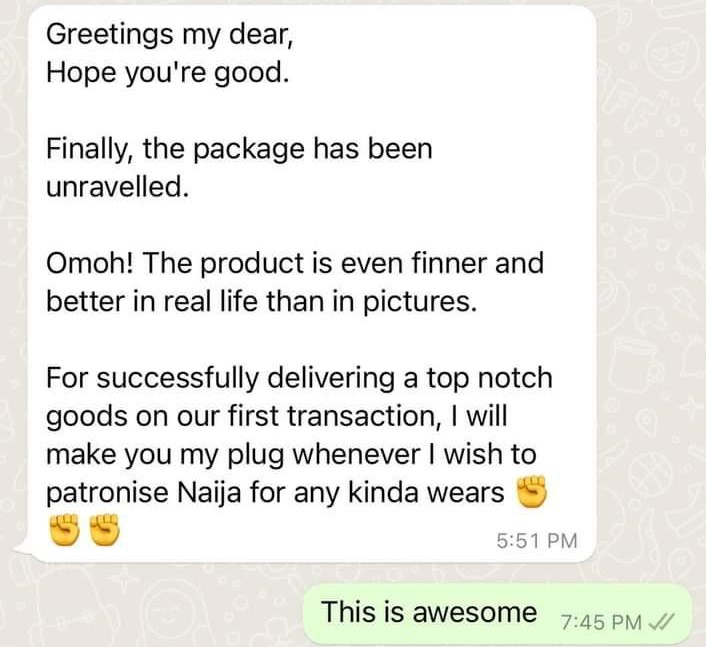 Greetings my dear,
Hope you're good.
Finally, the package has been
unravelled.
Omoh! The product is even finner and
better in real life than in pictures.
For successfully delivering a top notch
goods on our first transaction, I will
make you my plug whenever I wish to
patronise Naija for any kinda wears ✊
✊ ✊
5:51 PM
This is awesome 7:45 PM